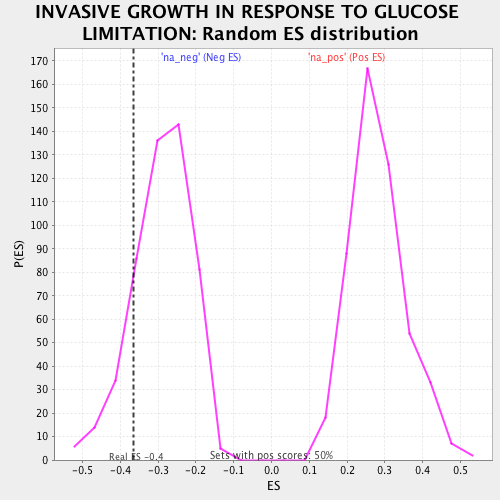 INVASIVE GROWTH IN RESPONSE TO GLUCOSE
LIMITATION: Random ES distribution
'na_neg' (Neg ES) 'na_pos' (Pos ES)
170
160
150
140
130
120
110
100
90
80
70
60
50
40
30
20
10
0
P(ES)
Real ES -0.4 Sets with pos scores: 50%
-0.5 -0.4 -0.3 -0.2 -0.1 0.0 0.1 0.2 0.3 0.4 0.5
ES